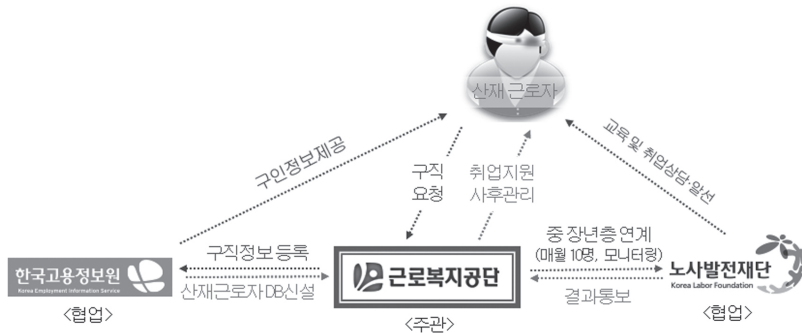 산재 근로자
구인정보제공
구직
요청
취업지원
사후관리
교육 및 취업상담·알선
한국고용정보원
Korea Employment Information Service
<협업>
구직정보 등록
산재근로자 DB신설
근로복지공단
<주관>
중 장년층 연계
(매월 10명, 모니터링)
결과통보
노사발전재단
Korea Labor Foundation
<협업>